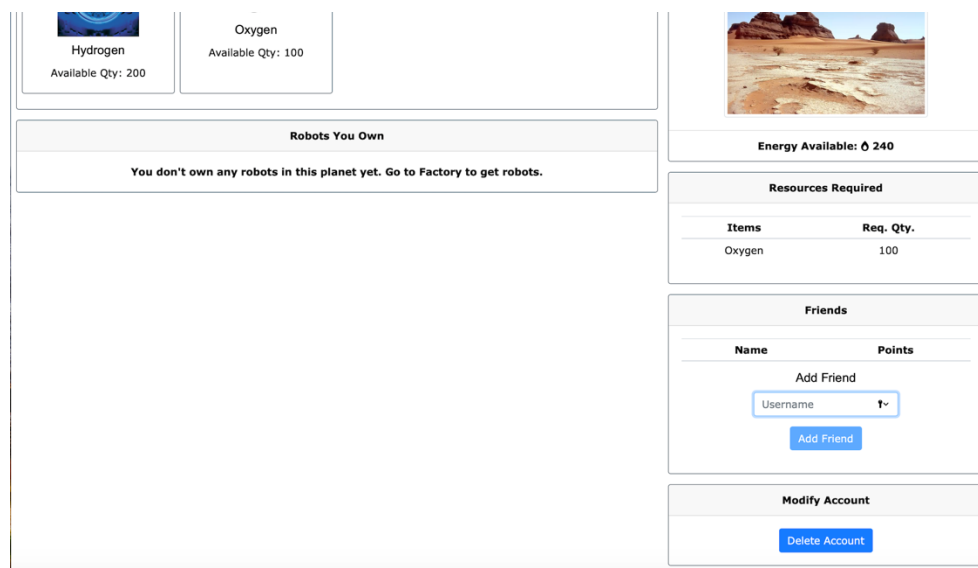 Hydrogen
Available Qty: 200
Oxygen
Available Qty: 100
Robots You Own
You don't own any robots in this planet yet. Go to Factory to get robots.
Energy Available: 240
Resources Required
Items Req. Qty.
Oxygen 100
Friends
Name Points
Add Friend
Username
Add Friend
Modify Account
Delete Account